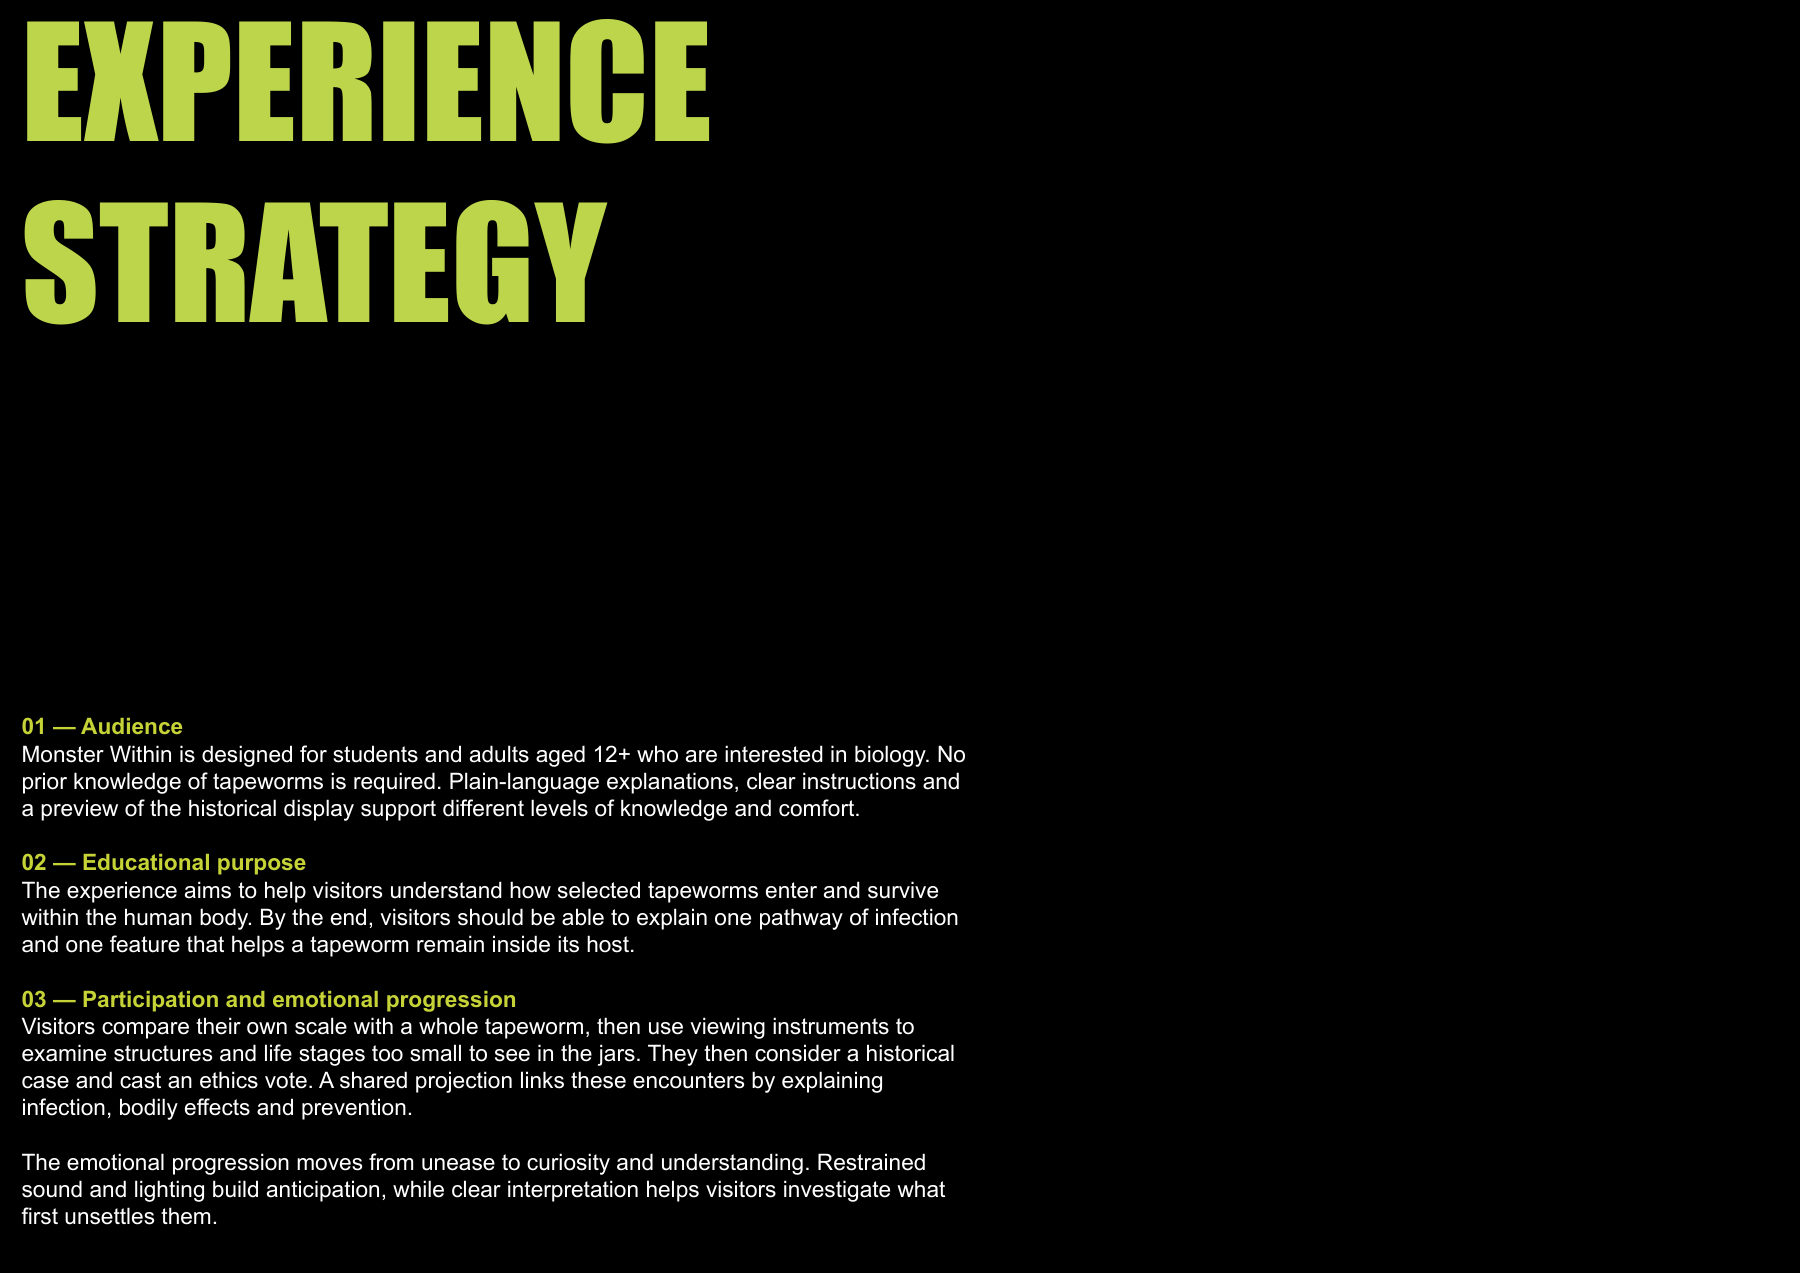 EXPERIENCE
STRATEGY
01 — Audience
Monster Within is designed for students and adults aged 12+ who are interested in biology. No
prior knowledge of tapeworms is required. Plain-language explanations, clear instructions and
a preview of the historical display support different levels of knowledge and comfort.
02 — Educational purpose
The experience aims to help visitors understand how selected tapeworms enter and survive
within the human body. By the end, visitors should be able to explain one pathway of infection
and one feature that helps a tapeworm remain inside its host.
03 — Participation and emotional progression
Visitors compare their own scale with a whole tapeworm, then use viewing instruments to
examine structures and life stages too small to see in the jars. They then consider a historical
case and cast an ethics vote. A shared projection links these encounters by explaining
infection, bodily effects and prevention.
The emotional progression moves from unease to curiosity and understanding. Restrained
sound and lighting build anticipation, while clear interpretation helps visitors investigate what
first unsettles them.